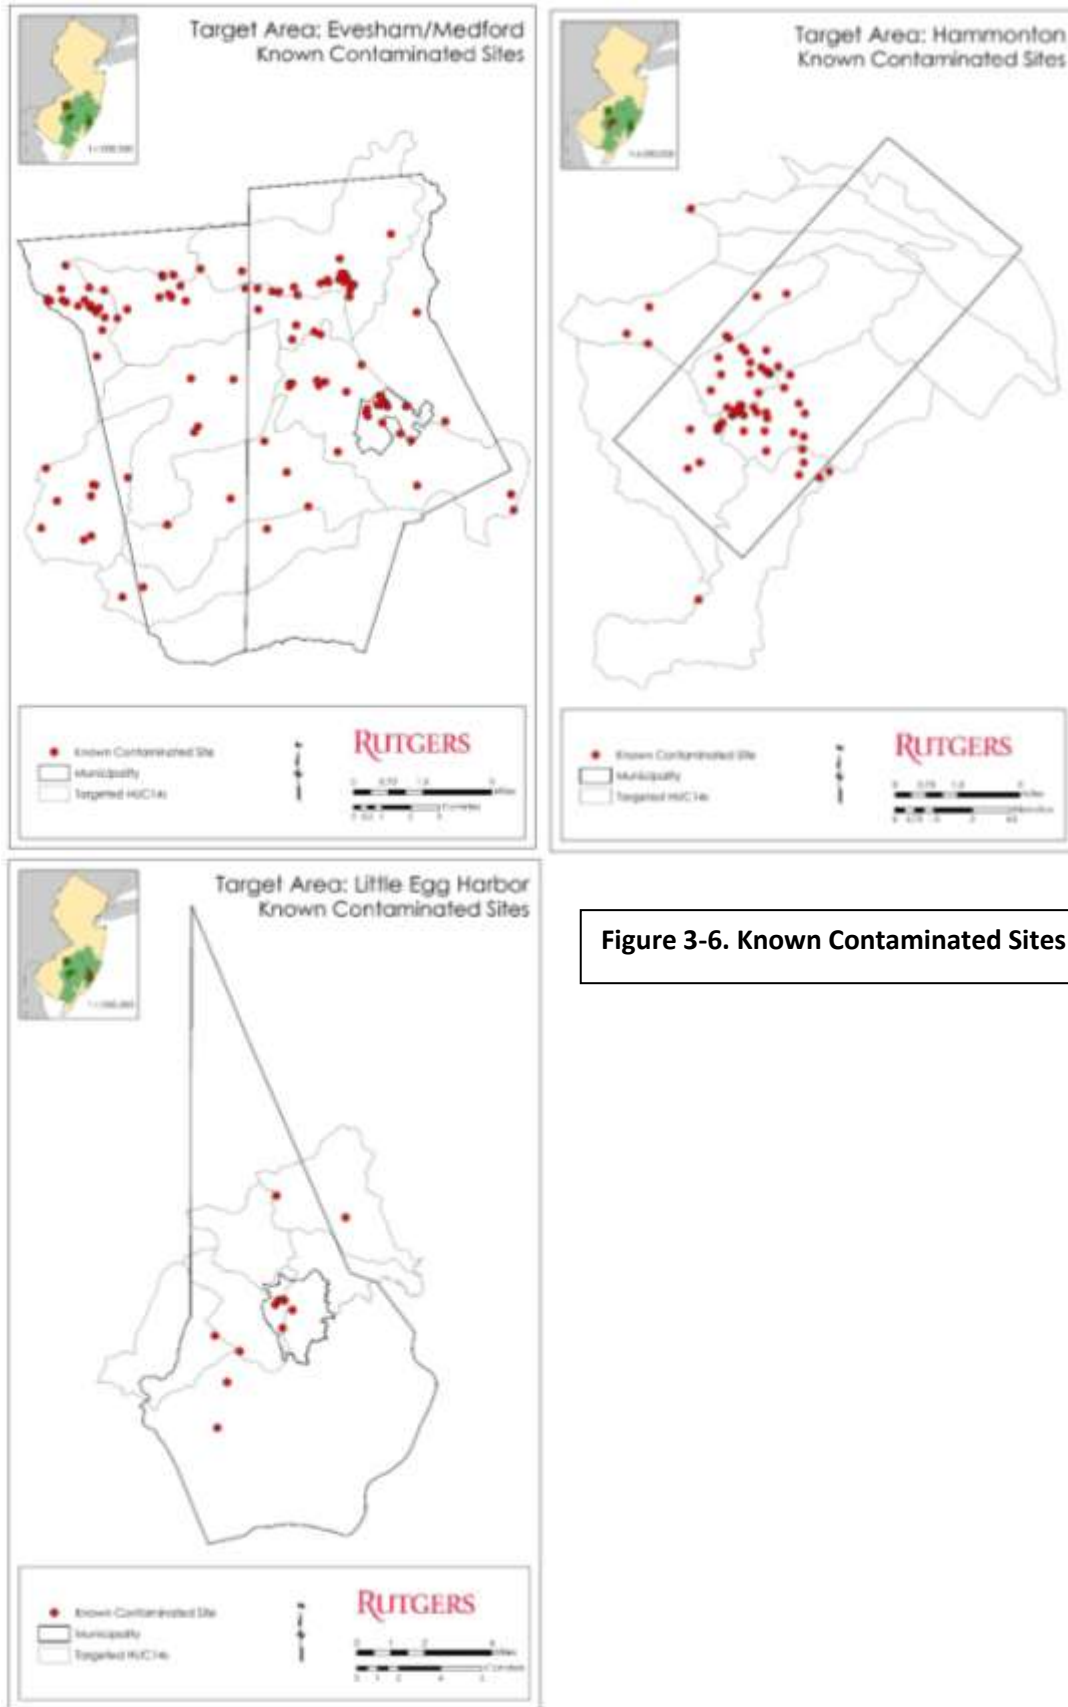 Target Area: Evesham/Medford
Known Contaminated Sites
Known Contaminated Site
Municipality
Targeted HUC14s
RUTGERS
Target Area: Hammonton
Known Contaminated Sites
Known Contaminated Site
Municipality
Targeted HUC14s
RUTGERS
Target Area: Little Egg Harbor
Known Contaminated Sites
Known Contaminated Site
Municipality
Targeted HUC14s
RUTGERS
Figure 3-6. Known Contaminated Sites